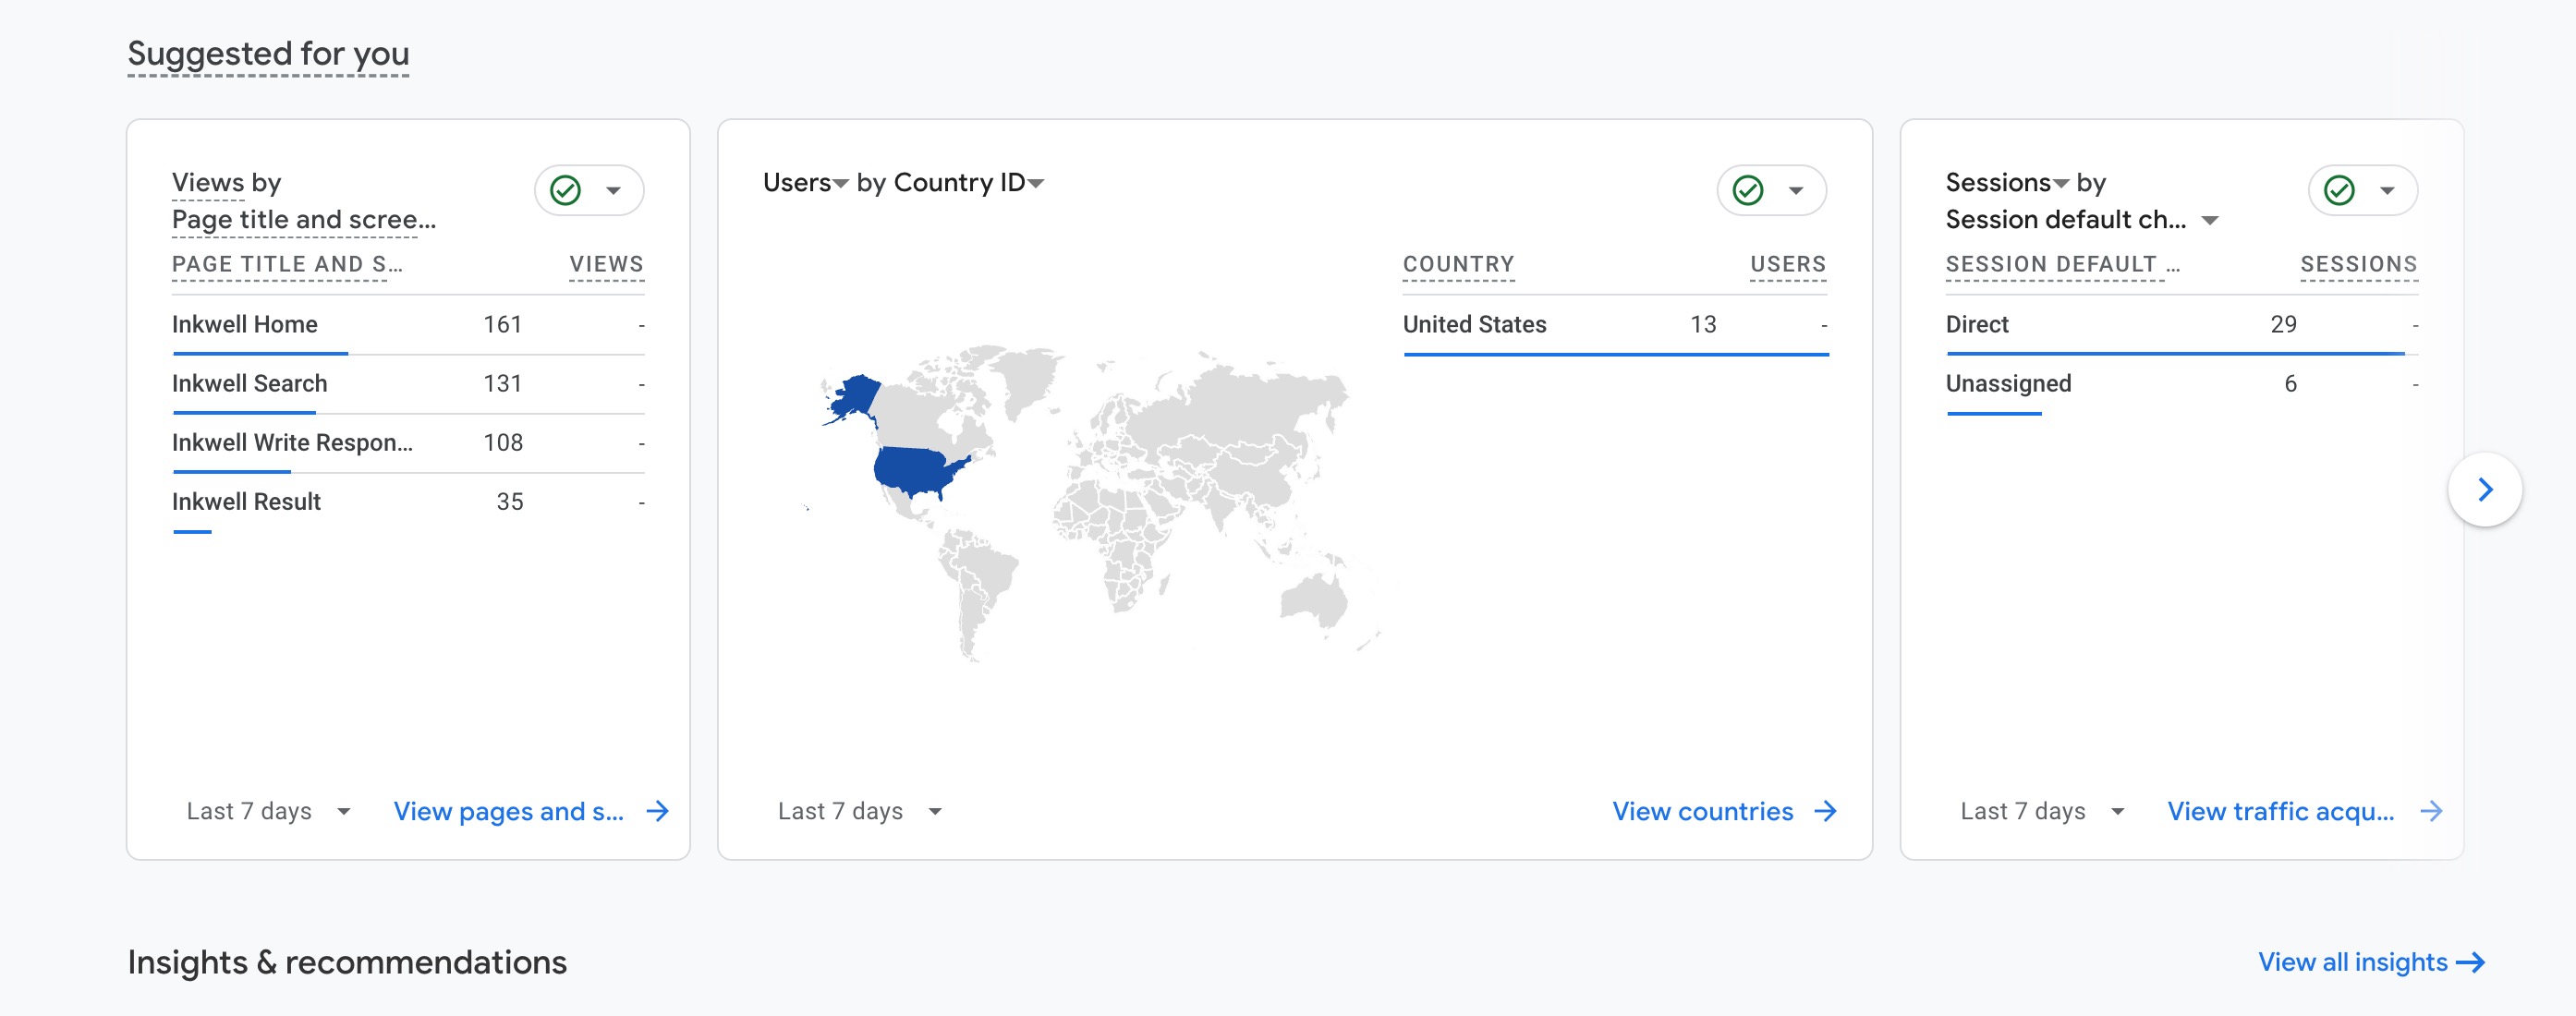 Suggested for you
Views by
Page title and scree...
PAGE TITLE AND S... VIEWS
Inkwell Home 161 -
Inkwell Search 131 -
Inkwell Write Respon... 108 -
Inkwell Result 35 -
Last 7 days View pages and s...
Users by Country ID
COUNTRY USERS
United States 13 -
Last 7 days View countries
Sessions by
Session default ch...
SESSION DEFAULT ... SESSIONS
Direct 29 -
Unassigned 6 -
Last 7 days View traffic acqu...
Insights & recommendations View all insights